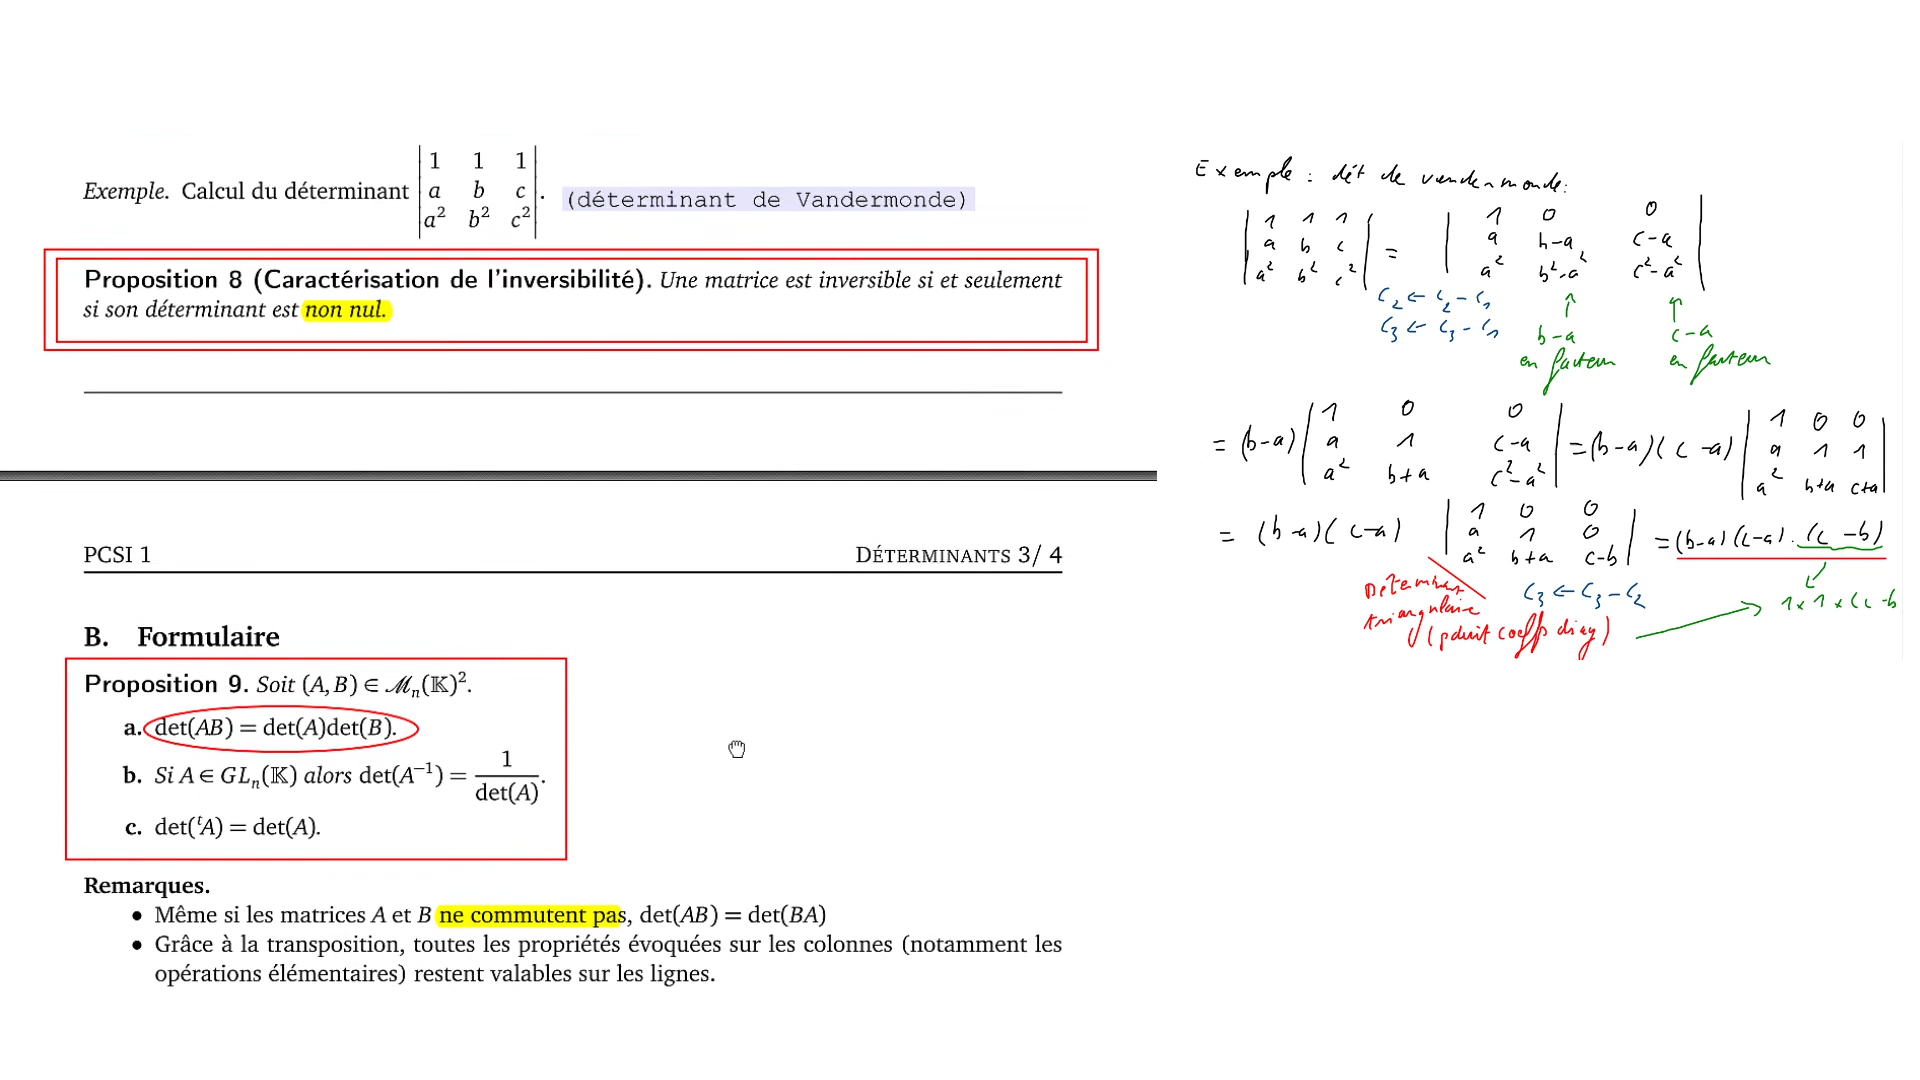 Exemple. Calcul du déterminant | 1 1 1 |
| a b c | . (déterminant de Vandermonde)
| a² b² c² |
Proposition 8 (Caractérisation de l'inversibilité). Une matrice est inversible si et seulement
si son déterminant est non nul.
PCSI 1 DÉTERMINANTS 3/ 4
B. Formulaire
Proposition 9. Soit (A, B) ∈ ℳₙ(𝕂)².
a. det(AB) = det(A)det(B).
b. Si A ∈ GLₙ(𝕂) alors det(A⁻¹) = 1/det(A).
c. det(ᵗA) = det(A).
Remarques.
• Même si les matrices A et B ne commutent pas, det(AB) = det(BA)
• Grâce à la transposition, toutes les propriétés évoquées sur les colonnes (notamment les
opérations élémentaires) restent valables sur les lignes.
Exemple : dét de vandermonde:
| 1 1 1 | | 1 0 0 |
| a b c | = | a b-a c-a |
| a² b² c² | | a² b²-a² c²-a² |
C₂ ← C₂ - C₁
C₃ ← C₃ - C₁
b-a c-a
en facteur en facteur
| 1 0 0 | | 1 0 0 |
= (b-a) | a 1 c-a | = (b-a)(c-a) | a 1 1 |
| a² b+a c²-a² | | a² b+a c+a |
| 1 0 0 |
= (b-a)(c-a) | a 1 0 | = (b-a)(c-a).(c-b)
| a² b+a c-b |
Déterminant C₃ ← C₃ - C₂ 1 x 1 x (c-b
triangulaire
(pduit coeffs diag)